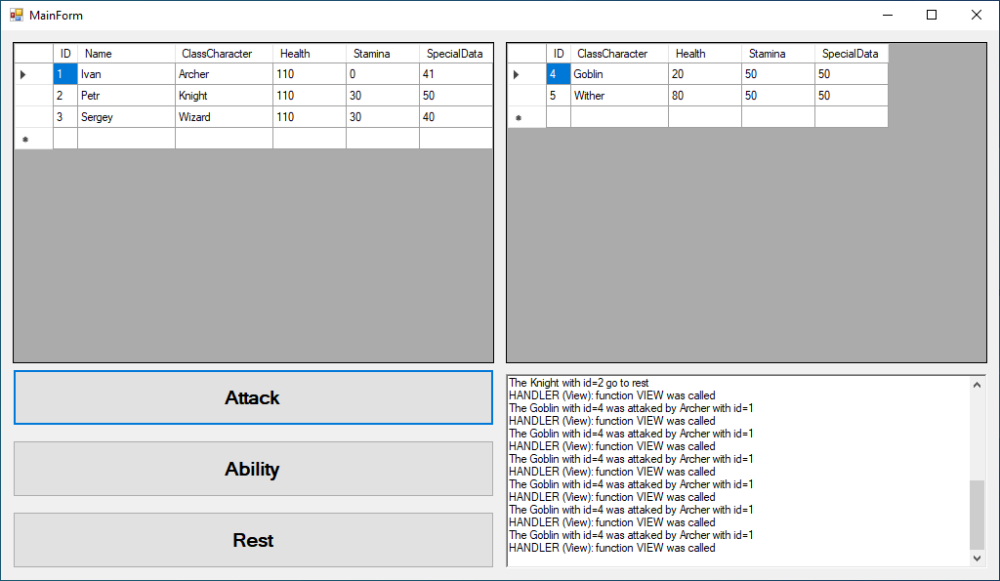 MainForm
ID Name ClassCharacter Health Stamina SpecialData
1 Ivan Archer 110 0 41
2 Petr Knight 110 30 50
3 Sergey Wizard 110 30 40
ID ClassCharacter Health Stamina SpecialData
4 Goblin 20 50 50
5 Wither 80 50 50
Attack
Ability
Rest
The Knight with id=2 go to rest
HANDLER (View): function VIEW was called
The Goblin with id=4 was attaked by Archer with id=1
HANDLER (View): function VIEW was called
The Goblin with id=4 was attaked by Archer with id=1
HANDLER (View): function VIEW was called
The Goblin with id=4 was attaked by Archer with id=1
HANDLER (View): function VIEW was called
The Goblin with id=4 was attaked by Archer with id=1
HANDLER (View): function VIEW was called
The Goblin with id=4 was attaked by Archer with id=1
HANDLER (View): function VIEW was called
The Goblin with id=4 was attaked by Archer with id=1
HANDLER (View): function VIEW was called